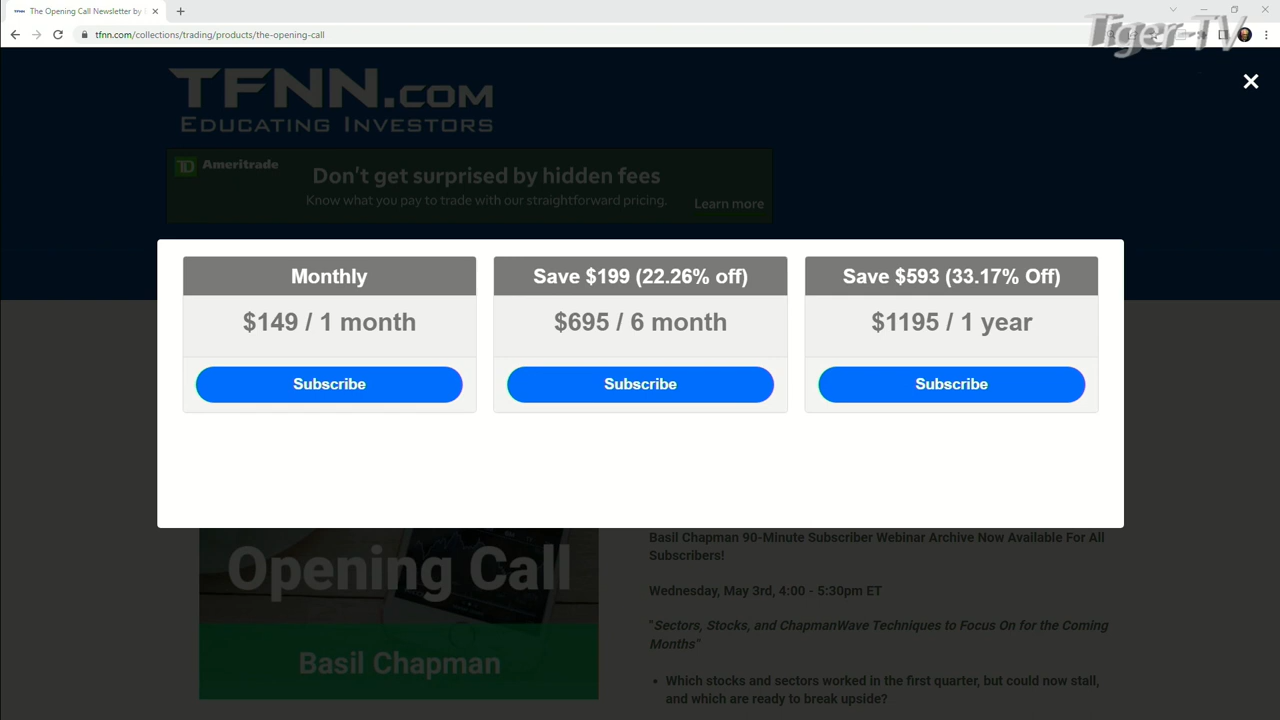 The Opening Call Newsletter by
Tiger-TV
tfnn.com/collections/trading/products/the-opening-call
TFNN.COM
EDUCATING INVESTORS
TD Ameritrade
Don't get surprised by hidden fees
Know what you pay to trade with our straightforward pricing.
Learn more
Monthly
$149 / 1 month
Subscribe
Save $199 (22.26% off)
$695 / 6 month
Subscribe
Save $593 (33.17% Off)
$1195 / 1 year
Subscribe
Opening Call
Basil Chapman
Basil Chapman 90-Minute Subscriber Webinar Archive Now Available For All
Subscribers!
Wednesday, May 3rd, 4:00 - 5:30pm ET
"Sectors, Stocks, and ChapmanWave Techniques to Focus On for the Coming
Months"
• Which stocks and sectors worked in the first quarter, but could now stall,
and which are ready to break upside?